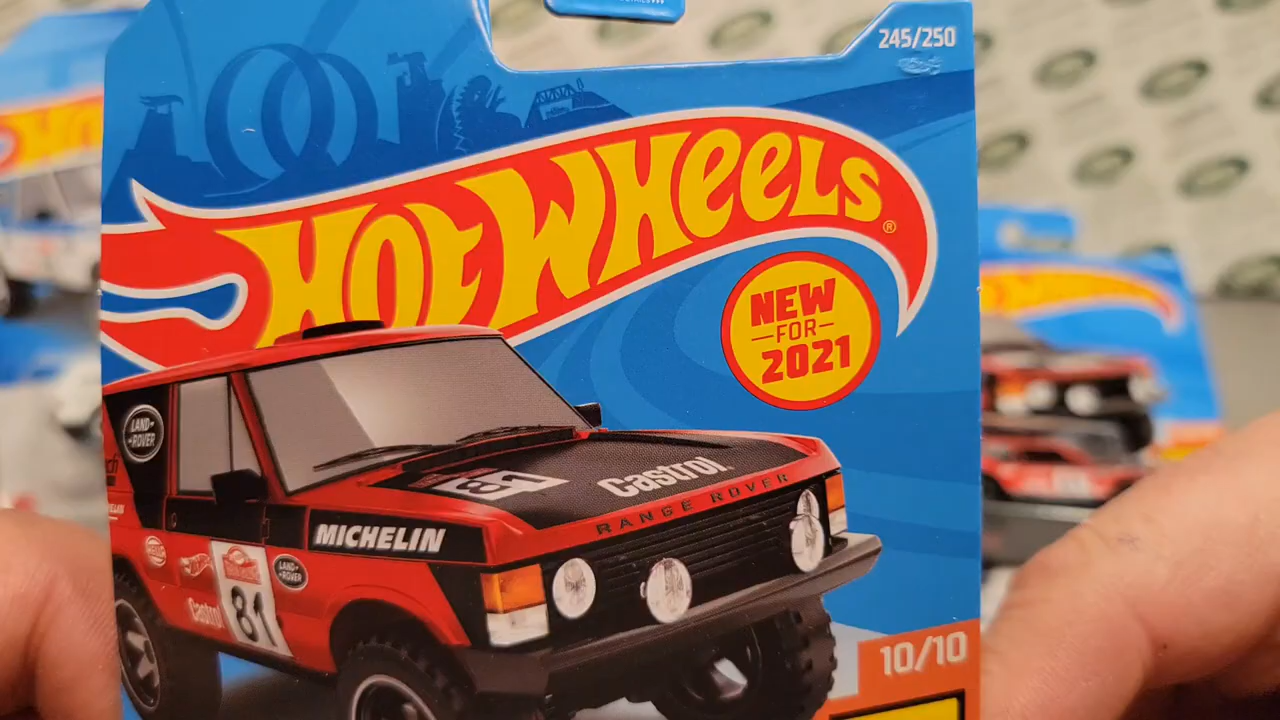 245/250
HOT WHEELS®
NEW
-FOR-
2021
LAND-
-ROVER
81
Castrol
RANGE ROVER
MICHELIN
HELLA
LAND-
-ROVER
Castrol
81
10/10